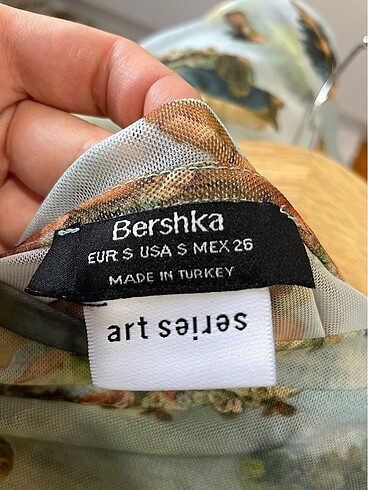 Bershka
EUR S USA S MEX 26
MADE IN TURKEY
art series